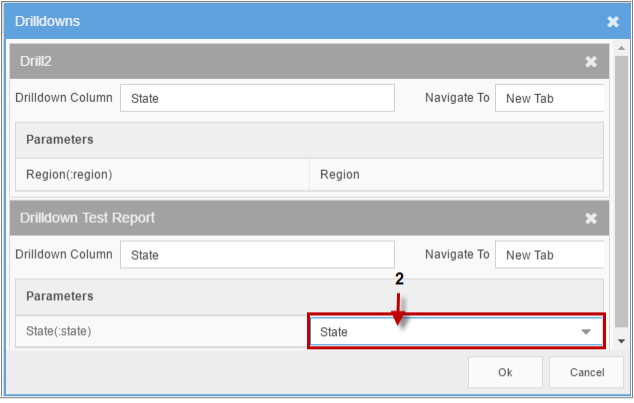 Drilldowns
Drill2
Drilldown Column State Navigate To New Tab
Parameters
Region(:region) Region
Drilldown Test Report
Drilldown Column State Navigate To New Tab
2
Parameters
State(:state) State
Ok Cancel